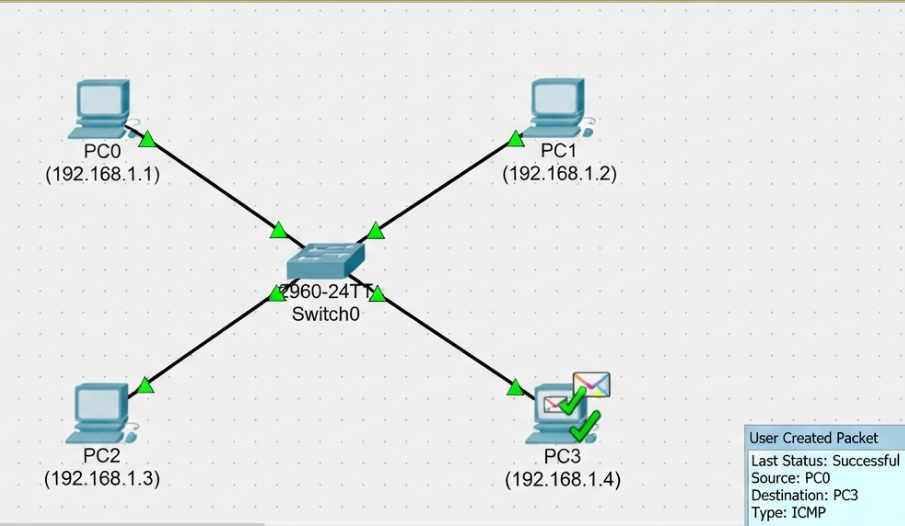 PC0
(192.168.1.1)
PC1
(192.168.1.2)
2960-24TT
Switch0
PC2
(192.168.1.3)
PC3
(192.168.1.4)
User Created Packet
Last Status: Successful
Source: PC0
Destination: PC3
Type: ICMP